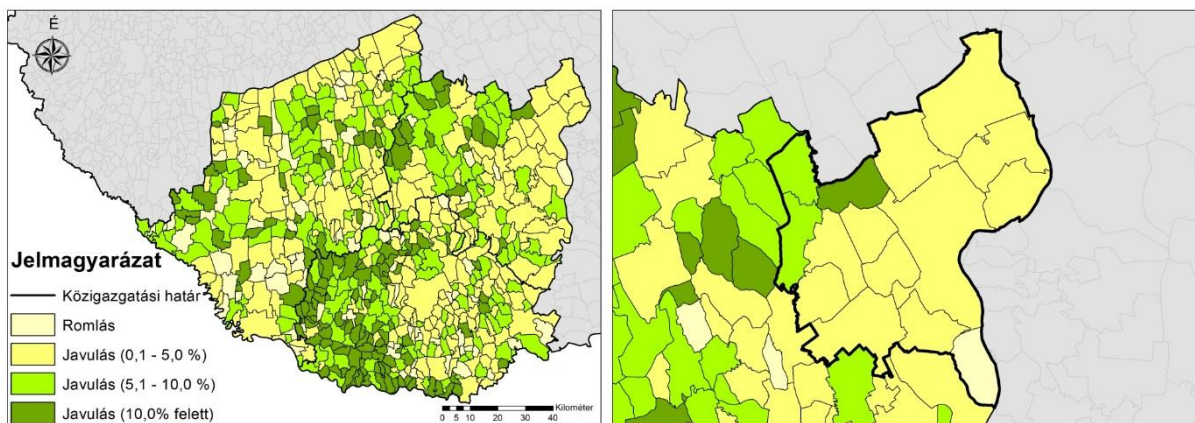 É
Jelmagyarázat
Közigazgatási határ
Romlás
Javulás (0,1 - 5,0 %)
Javulás (5,1 - 10,0 %)
Javulás (10,0% felett)
Kilométer
0 5 10 20 30 40